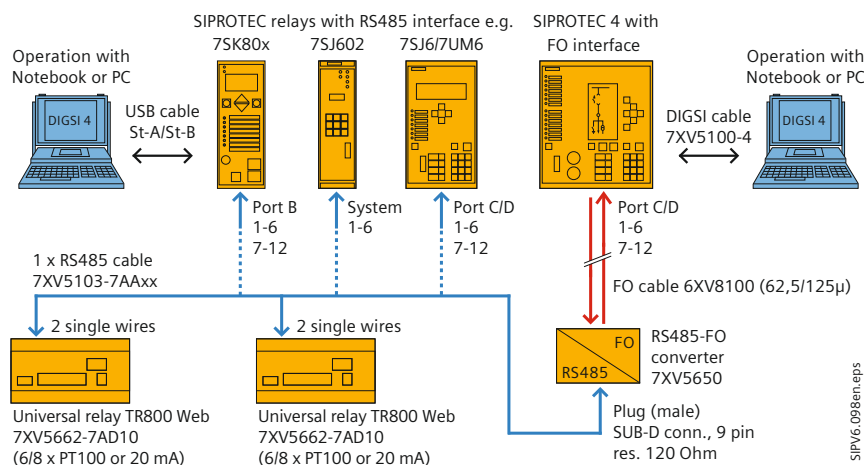 SIPROTEC relays with RS485 interface e.g.
7SK80x
7SJ602
7SJ6/7UM6
SIPROTEC 4 with
FO interface
Operation with
Notebook or PC
DIGSI 4
USB cable
St-A/St-B
DIGSI cable
7XV5100-4
Operation with
Notebook or PC
DIGSI 4
Port B
1-6
7-12
System
1-6
Port C/D
1-6
7-12
Port C/D
1-6
7-12
1 x RS485 cable
7XV5103-7AAxx
FO cable 6XV8100 (62,5/125µ)
2 single wires
2 single wires
FO
RS485
RS485-FO
converter
7XV5650
Universal relay TR800 Web
7XV5662-7AD10
(6/8 x PT100 or 20 mA)
Universal relay TR800 Web
7XV5662-7AD10
(6/8 x PT100 or 20 mA)
Plug (male)
SUB-D conn., 9 pin
res. 120 Ohm
SIPV6.098en.eps